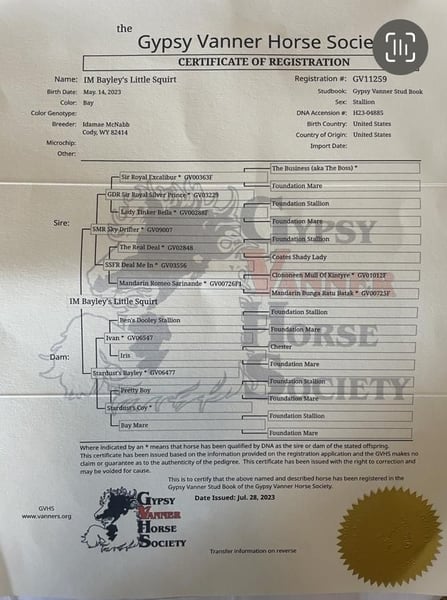 the
Gypsy Vanner Horse Socie
CERTIFICATE OF REGISTRATION
Name: IM Bayley's Little Squirt
Registration #: GV11259
Birth Date: May. 14, 2023
Studbook: Gypsy Vanner Stud Book
Color: Bay
Sex: Stallion
Color Genotype:
DNA Accession #: H23-04885
Breeder: Idamae McNabb
Birth Country: United States
Cody, WY 82414
Country of Origin: United States
Microchip:
Import Date:
Other:
The Business (aka The Boss) *
Sir Royal Excalibur * GV00363F
Foundation Mare
GDR Sir Royal Silver Prince * GV03229
Foundation Stallion
Lady Tinker Bella * GV00288F
Foundation Mare
Sire:
SMR Sky Drifter * GV09007
Foundation Stallion
The Real Deal * GV02848
Coates Shady Lady
SSFR Deal Me In * GV03556
Clononeen Mull Of Kintyre * GV01012F
Mandarin Romeo Sarinande * GV00726F
Mandarin Bunga Ratu Batak * GV00725F
IM Bayley's Little Squirt
Foundation Stallion
Ben's Dooley Stallion
Foundation Mare
Ivan * GV06547
Chester
Iris
Foundation Mare
Dam:
Stardust's Bayley * GV06477
Foundation Stallion
Pretty Boy
Foundation Mare
Stardust's Coy *
Foundation Stallion
Bay Mare
Foundation Mare
GYPSY
VANNER
HORSE
SOCIETY
Where indicated by an * means that horse has been qualified by DNA as the sire or dam of the stated offspring.
This certificate has been issued based on the information provided on the registration application and the GVHS makes no
claim or guarantee as to the authenticity of the pedigree. This certificate has been issued with the right to correction and
may be voided for cause.
This is to certify that the above named and described horse has been registered in the
Gypsy Vanner Stud Book of the Gypsy Vanner Horse Society.
Date Issued: Jul. 28, 2023
GVHS
www.vanners.org
GYPSY
VANNER
HORSE
SOCIETY
Transfer information on reverse